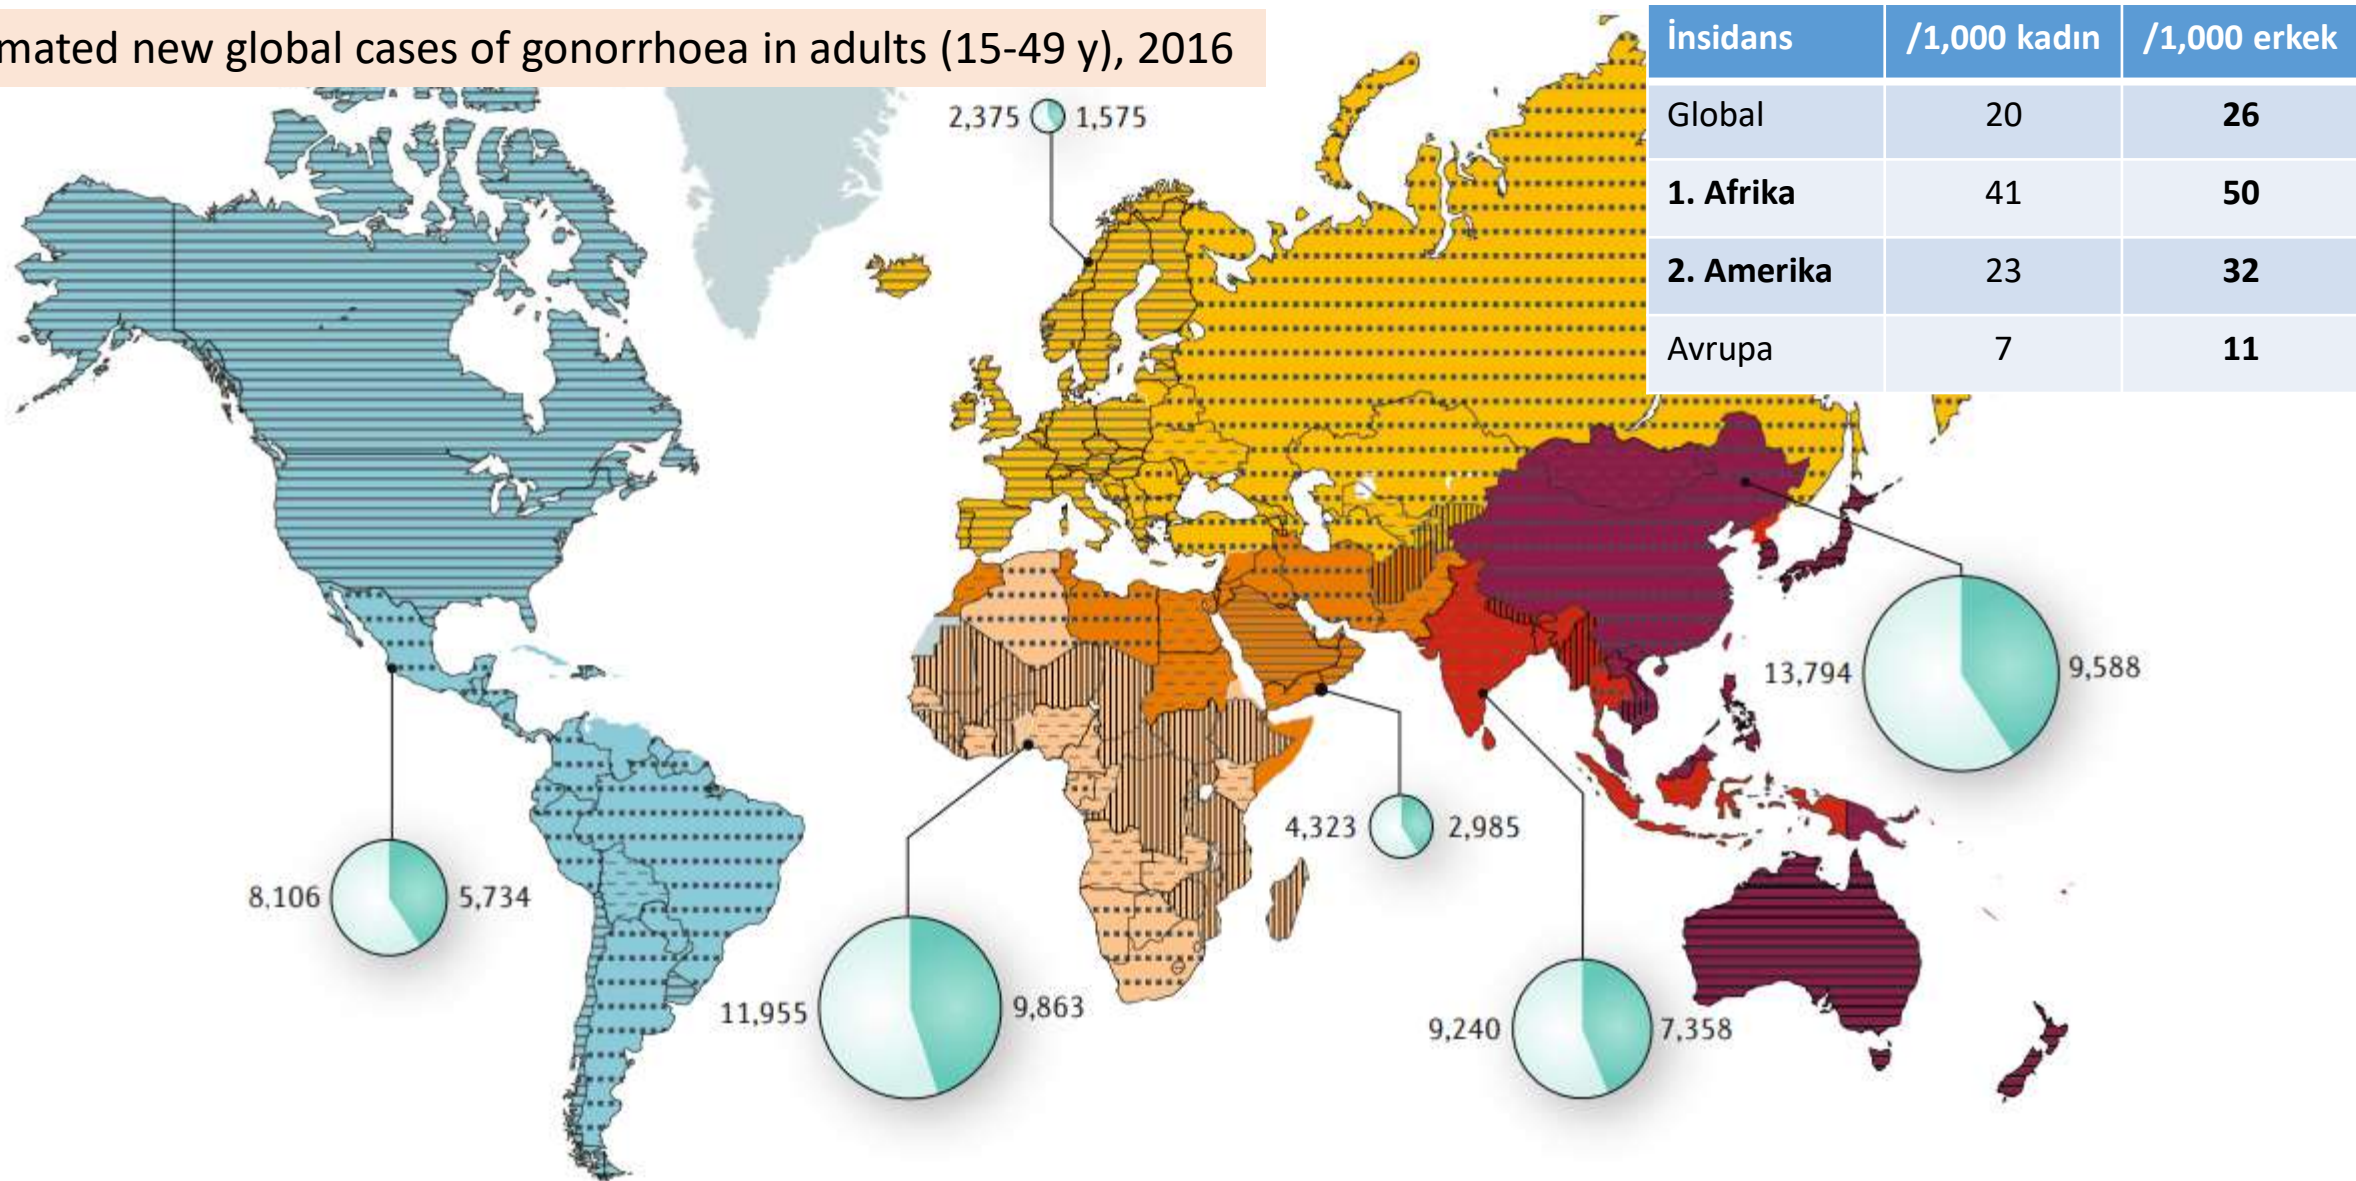 mated new global cases of gonorrhoea in adults (15-49 y), 2016
İnsidans /1,000 kadın /1,000 erkek
Global 20 26
1. Afrika 41 50
2. Amerika 23 32
Avrupa 7 11
2,375 1,575
13,794 9,588
4,323 2,985
8,106 5,734
11,955 9,863
9,240 7,358